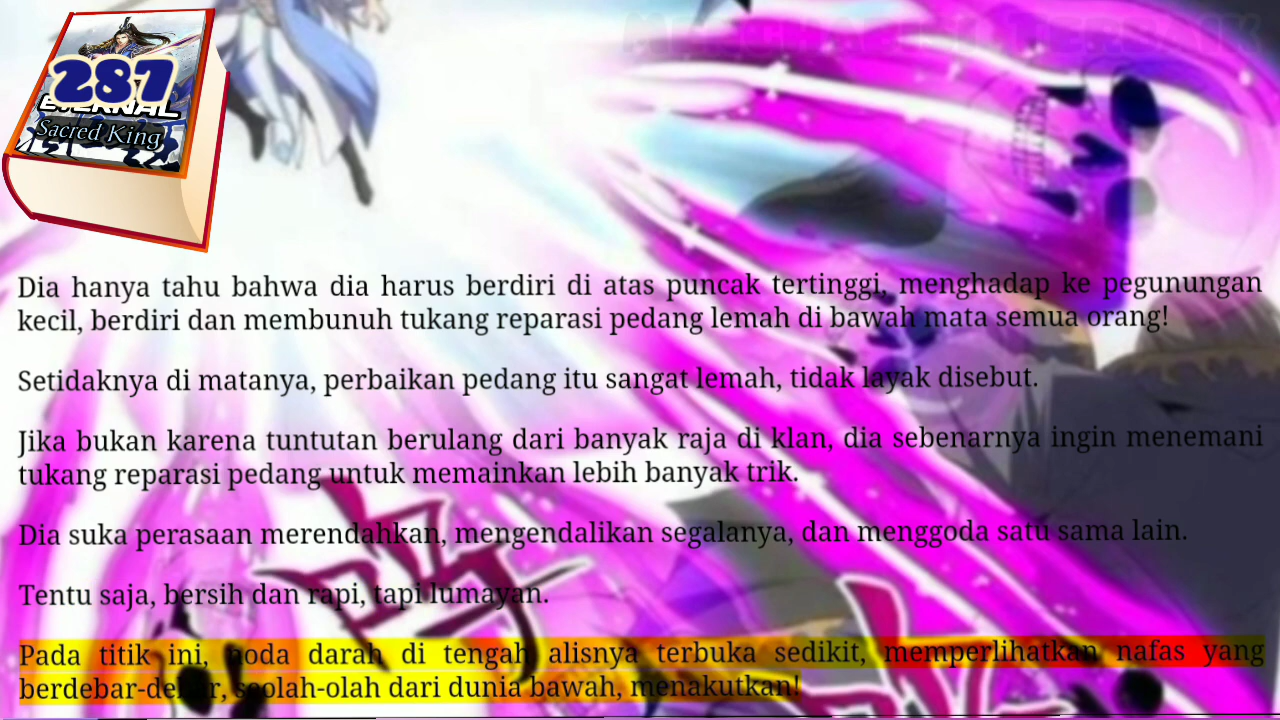 287
ETERNAL
Sacred King
Dia hanya tahu bahwa dia harus berdiri di atas puncak tertinggi, menghadap ke pegunungan
kecil, berdiri dan membunuh tukang reparasi pedang lemah di bawah mata semua orang!
Setidaknya di matanya, perbaikan pedang itu sangat lemah, tidak layak disebut.
Jika bukan karena tuntutan berulang dari banyak raja di klan, dia sebenarnya ingin menemani
tukang reparasi pedang untuk memainkan lebih banyak trik.
Dia suka perasaan merendahkan, mengendalikan segalanya, dan menggoda satu sama lain.
Tentu saja, bersih dan rapi, tapi lumayan.
Pada titik ini, noda darah di tengah alisnya terbuka sedikit, memperlihatkan nafas yang
berdebar-debar, seolah-olah dari dunia bawah, menakutkan!